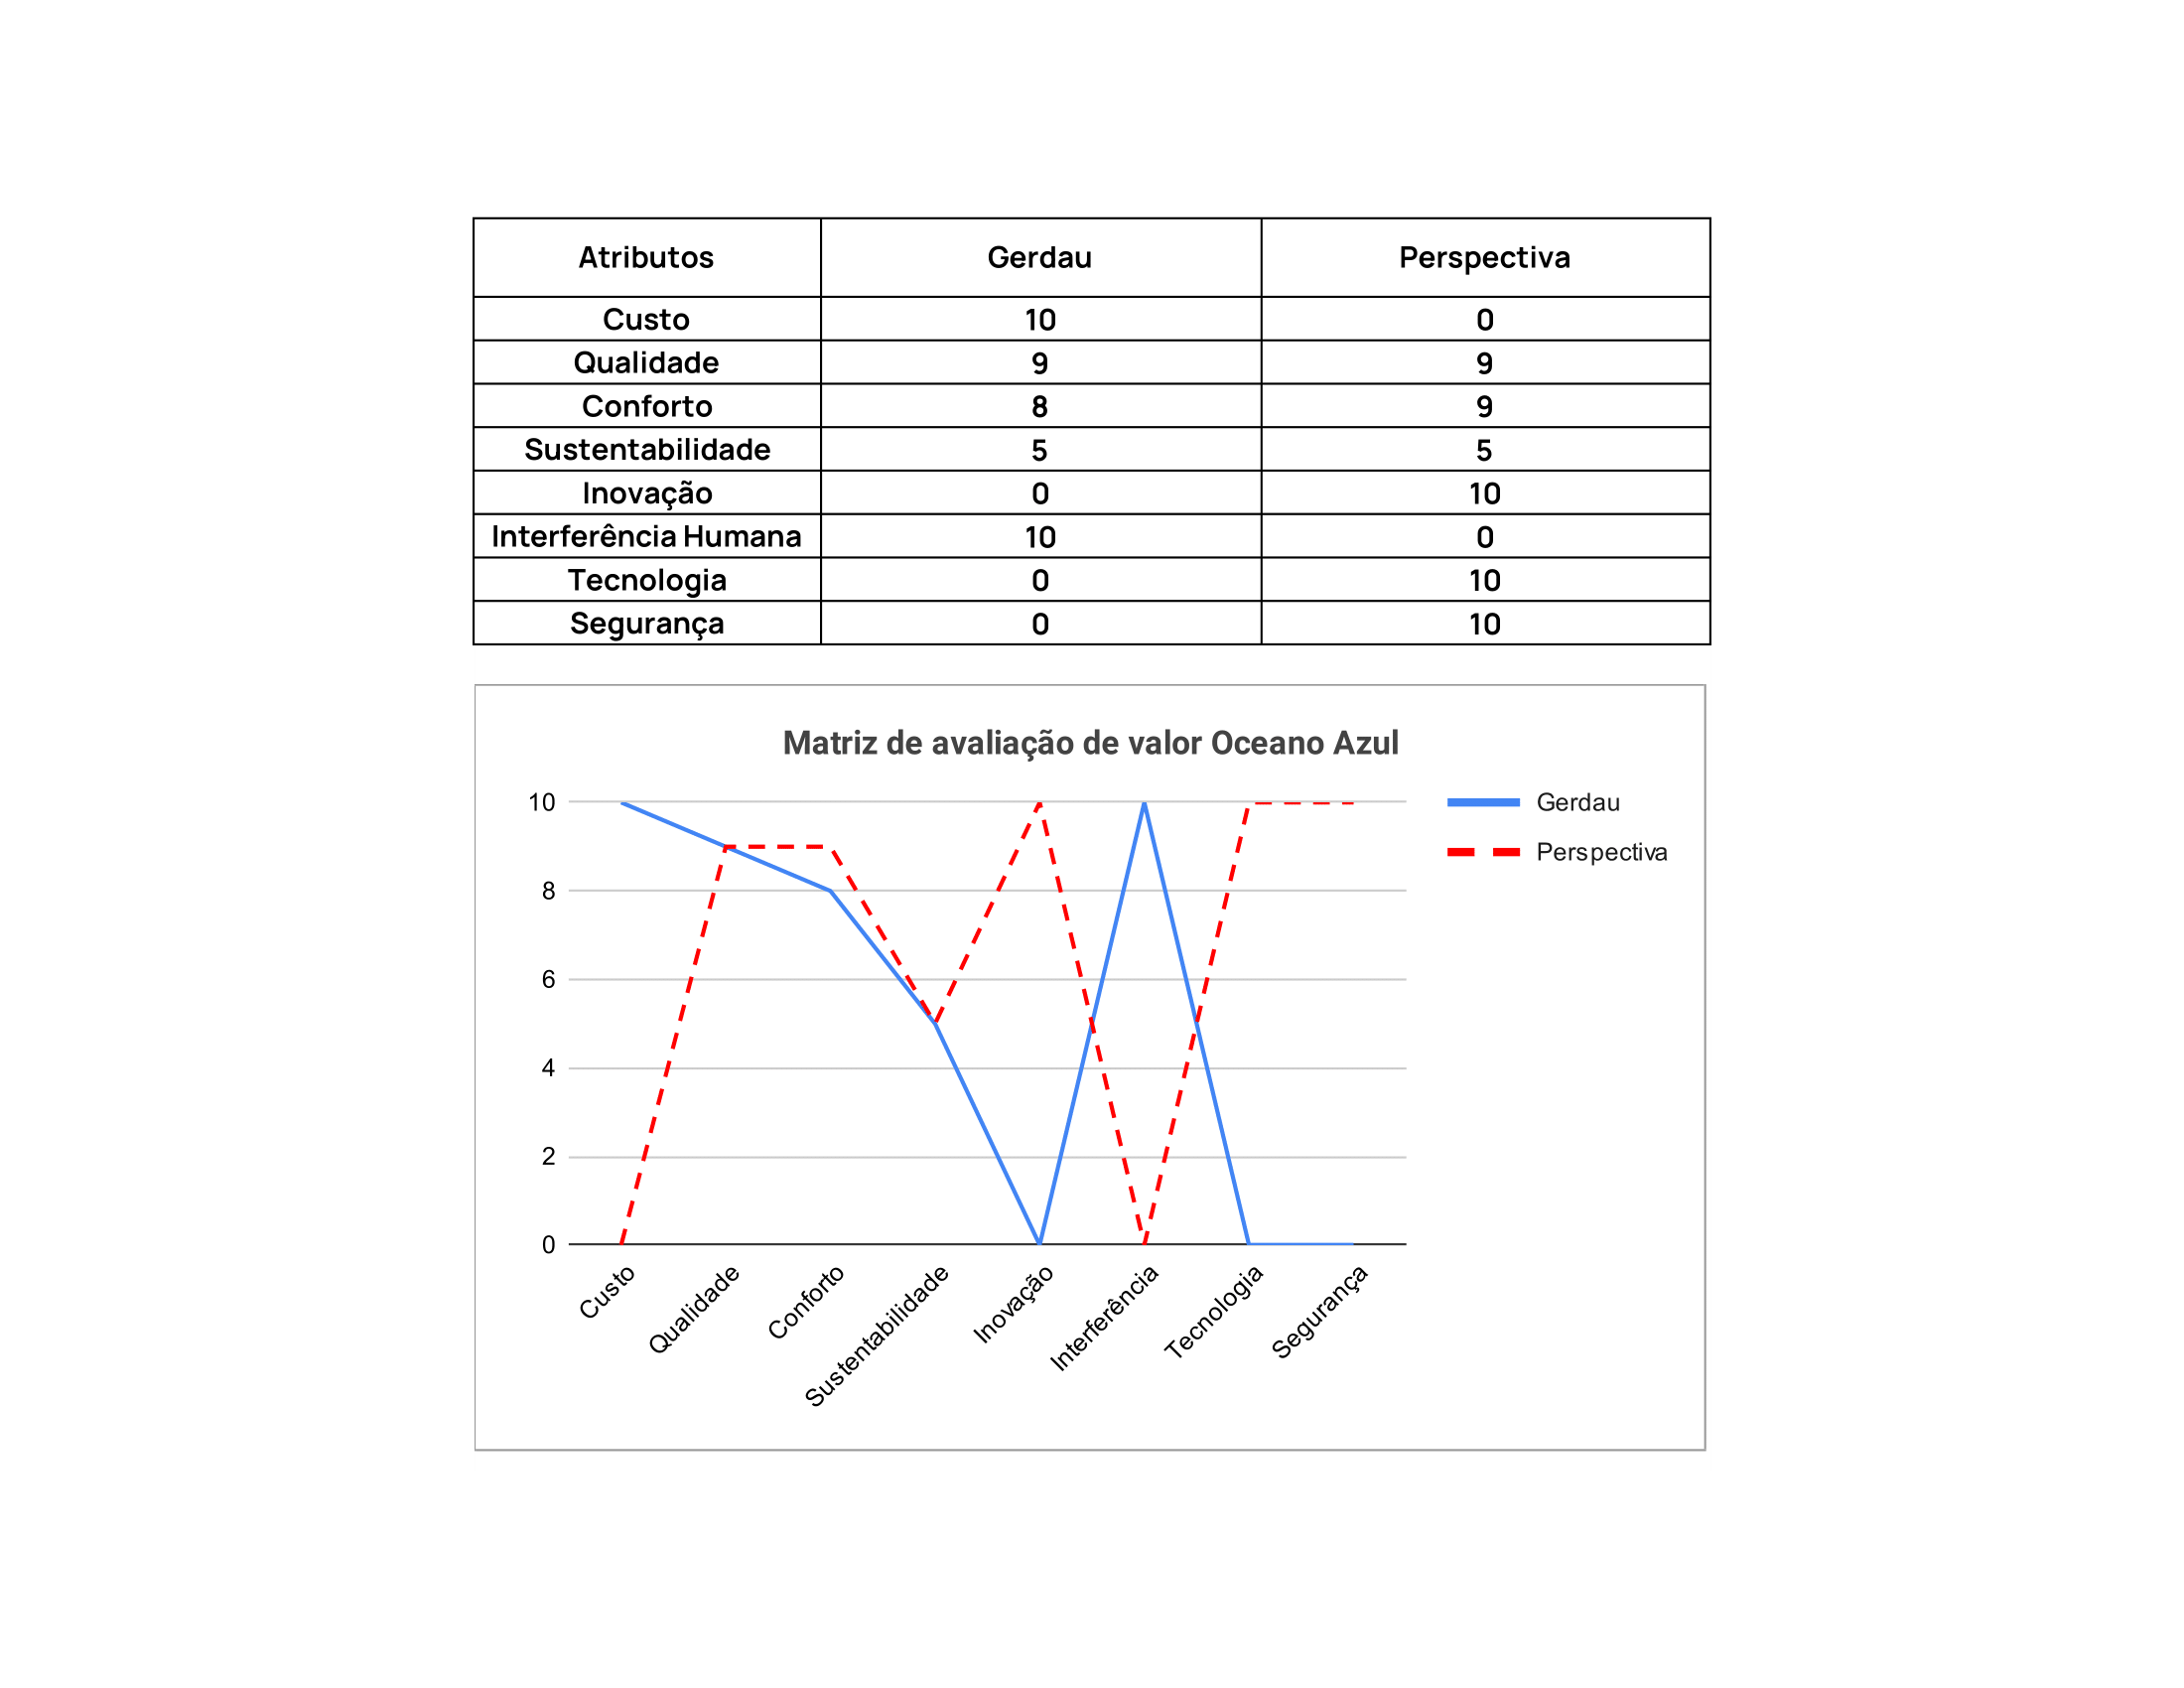 Atributos Gerdau Perspectiva
Custo 10 0
Qualidade 9 9
Conforto 8 9
Sustentabilidade 5 5
Inovação 0 10
Interferência Humana 10 0
Tecnologia 0 10
Segurança 0 10
Matriz de avaliação de valor Oceano Azul
10
8
6
4
2
0
Custo
Qualidade
Conforto
Sustentabilidade
Inovação
Interferência
Tecnologia
Segurança
Gerdau
Perspectiva